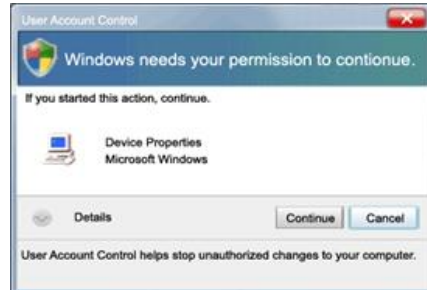 User Account Control
Windows needs your permission to contionue.
If you started this action, continue.
Device Properties
Microsoft Windows
Details
Continue
Cancel
User Account Control helps stop unauthorized changes to your computer.